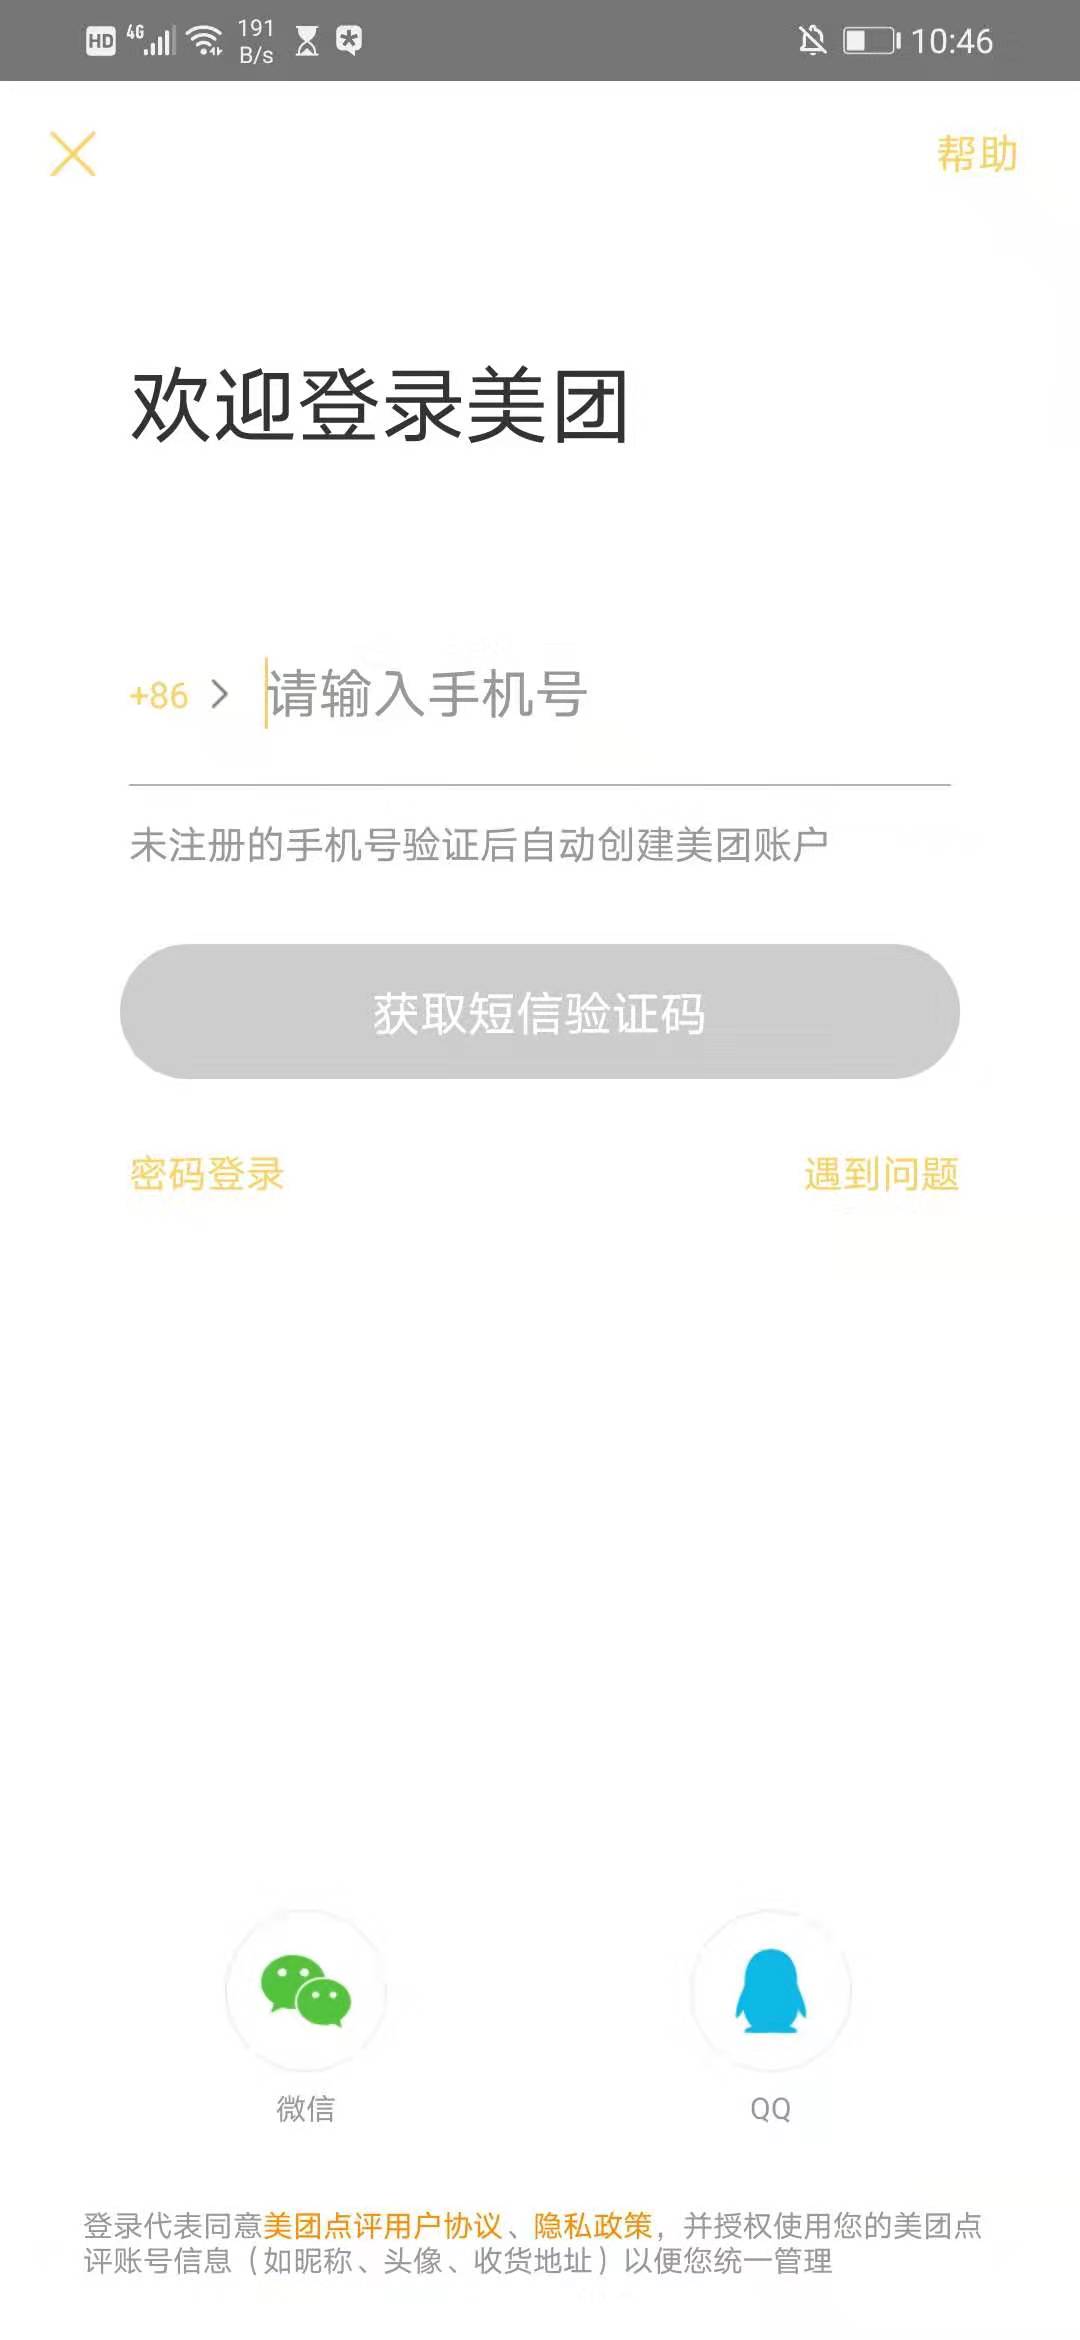 HD 4G 191 B/s 10:46
帮助
欢迎登录美团
+86 请输入手机号
未注册的手机号验证后自动创建美团账户
获取短信验证码
密码登录 遇到问题
微信 QQ
登录代表同意美团点评用户协议、隐私政策，并授权使用您的美团点
评账号信息（如昵称、头像、收货地址）以便您统一管理